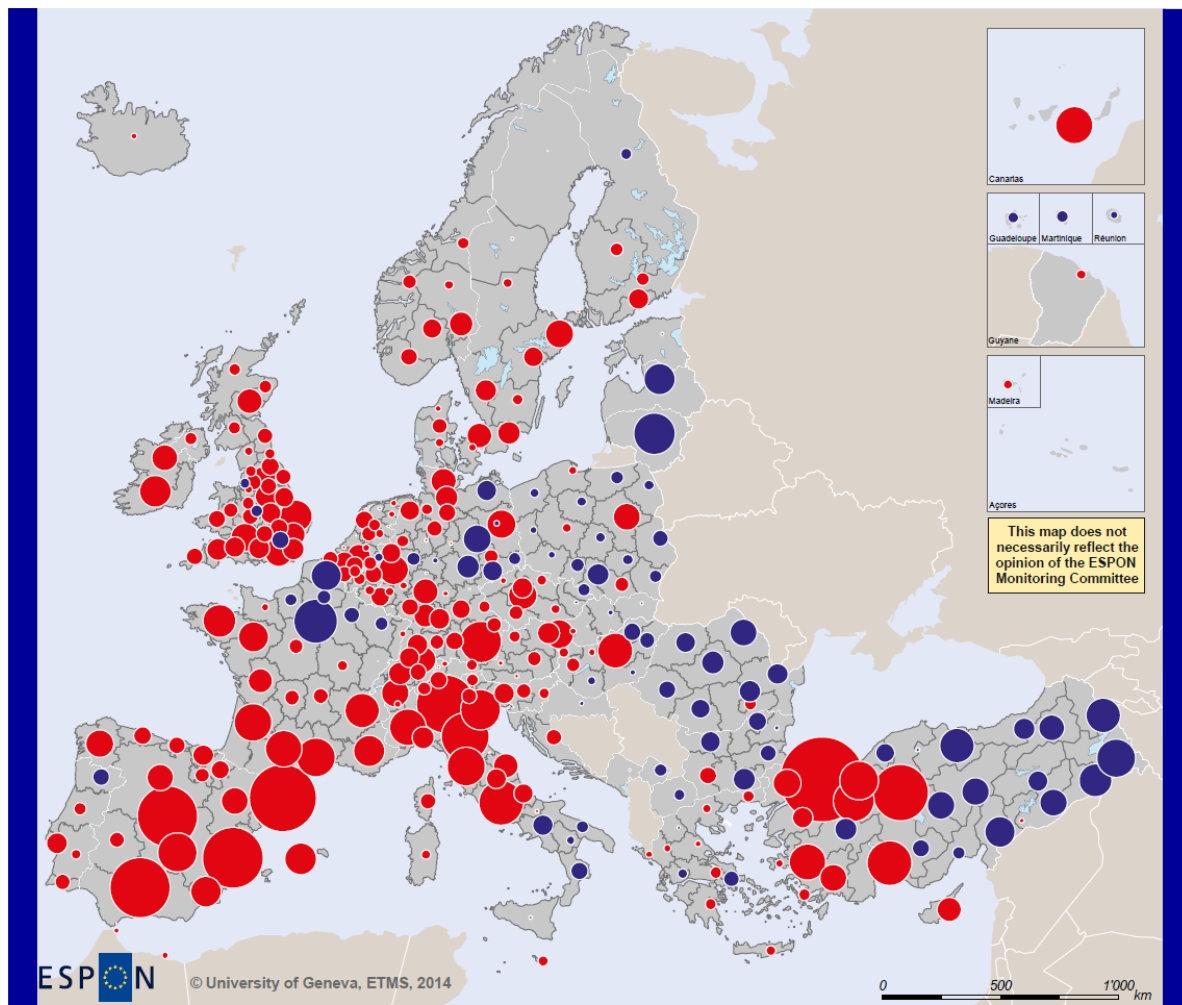 Canarias
Guadeloupe
Martinique
Réunion
Guyane
Madeira
Açores
This map does not
necessarily reflect the
opinion of the ESPON
Monitoring Committee
ESPON
© University of Geneva, ETMS, 2014
0 500 1'000
km